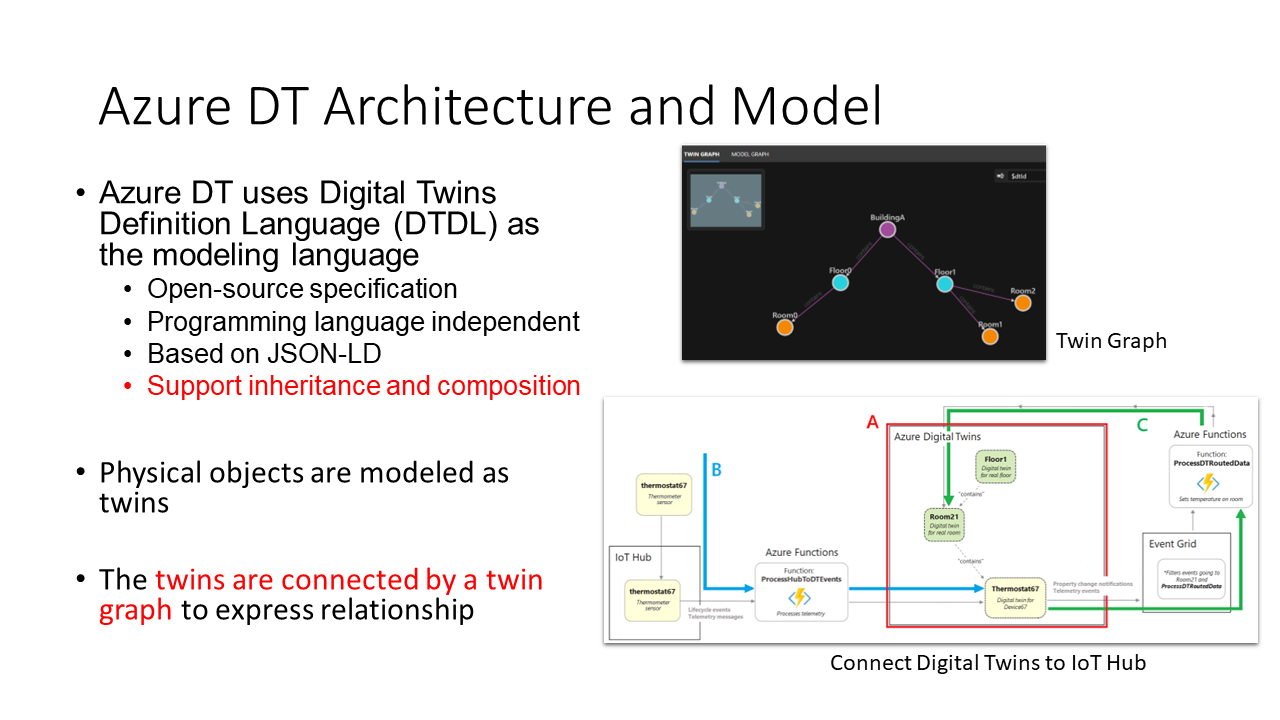 Azure DT Architecture and Model
• Azure DT uses Digital Twins
Definition Language (DTDL) as
the modeling language
• Open-source specification
• Programming language independent
• Based on JSON-LD
• Support inheritance and composition
• Physical objects are modeled as
twins
• The twins are connected by a twin
graph to express relationship
TWIN GRAPH MODEL GRAPH
$dtId
BuildingA
contains
contains
Floor0
Floor1
contains
contains
contains
Room2
Room0
Room1
Twin Graph
A
B
C
Azure Digital Twins
Floor1
Digital twin
for real floor
"contains"
Room21
Digital twin
for real room
"contains"
Thermostat67
Digital twin for
Device67
thermostat67
Thermometer
sensor
IoT Hub
thermostat67
Thermometer
sensor
Lifecycle events
Telemetry messages
Azure Functions
Function:
ProcessHubToDTEvents
Processes telemetry
Property change notifications
Telemetry events
Azure Functions
Function:
ProcessDTRoutedData
Sets temperature on room
Event Grid
*Filters events going to
Room21 and
ProcessDTRoutedData
Connect Digital Twins to IoT Hub